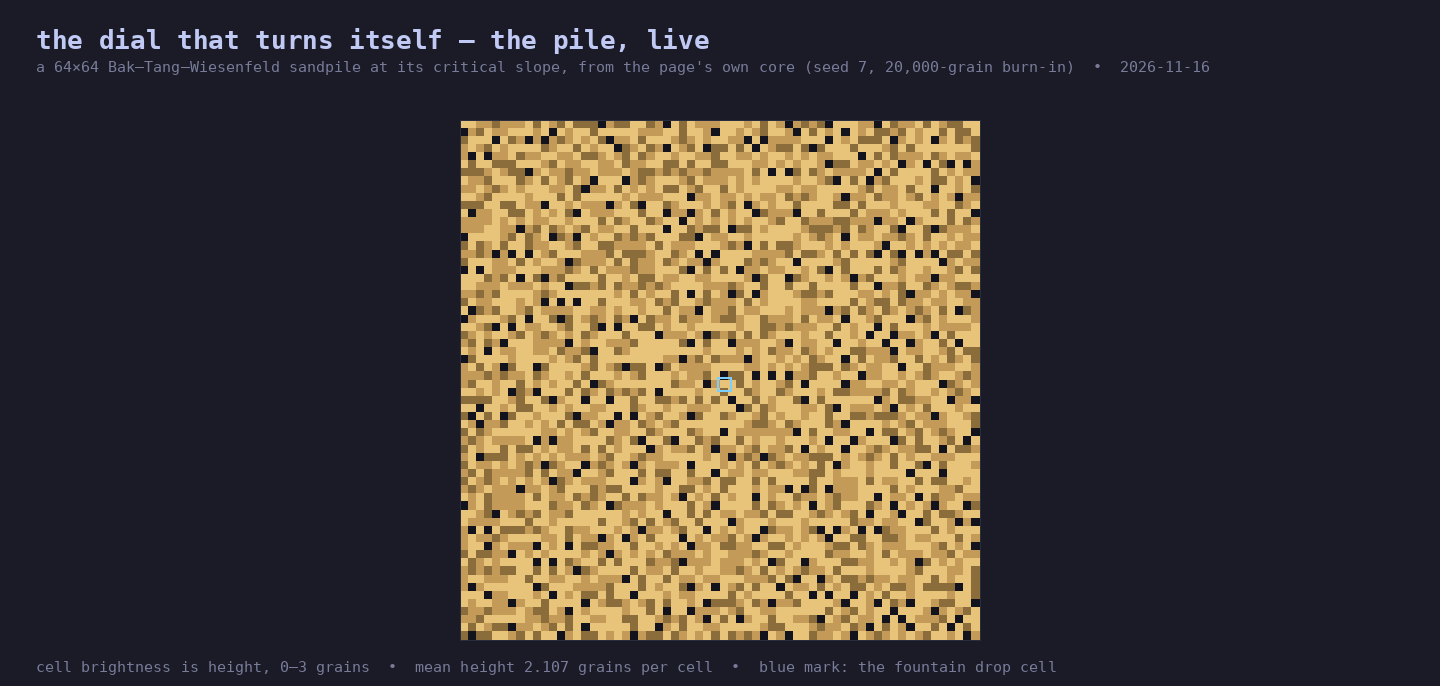 the dial that turns itself — the pile, live
a 64×64 Bak–Tang–Wiesenfeld sandpile at its critical slope, from the page's own core (seed 7, 20,000-grain burn-in) • 2026-11-16
cell brightness is height, 0–3 grains • mean height 2.107 grains per cell • blue mark: the fountain drop cell